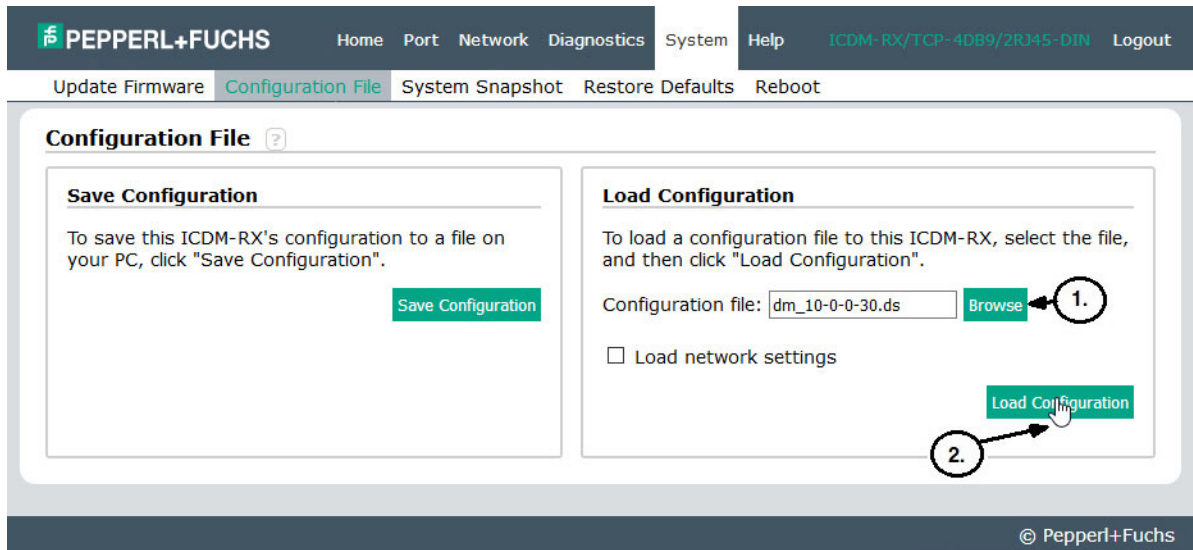 PEPPERL+FUCHS Home Port Network Diagnostics System Help ICDM-RX/TCP-4DB9/2RJ45-DIN Logout
Update Firmware Configuration File System Snapshot Restore Defaults Reboot
Configuration File ?
Save Configuration
To save this ICDM-RX's configuration to a file on
your PC, click "Save Configuration".
Save Configuration
Load Configuration
To load a configuration file to this ICDM-RX, select the file,
and then click "Load Configuration".
Configuration file: dm_10-0-0-30.ds Browse 1.
Load network settings
Load Configuration
2.
© Pepperl+Fuchs